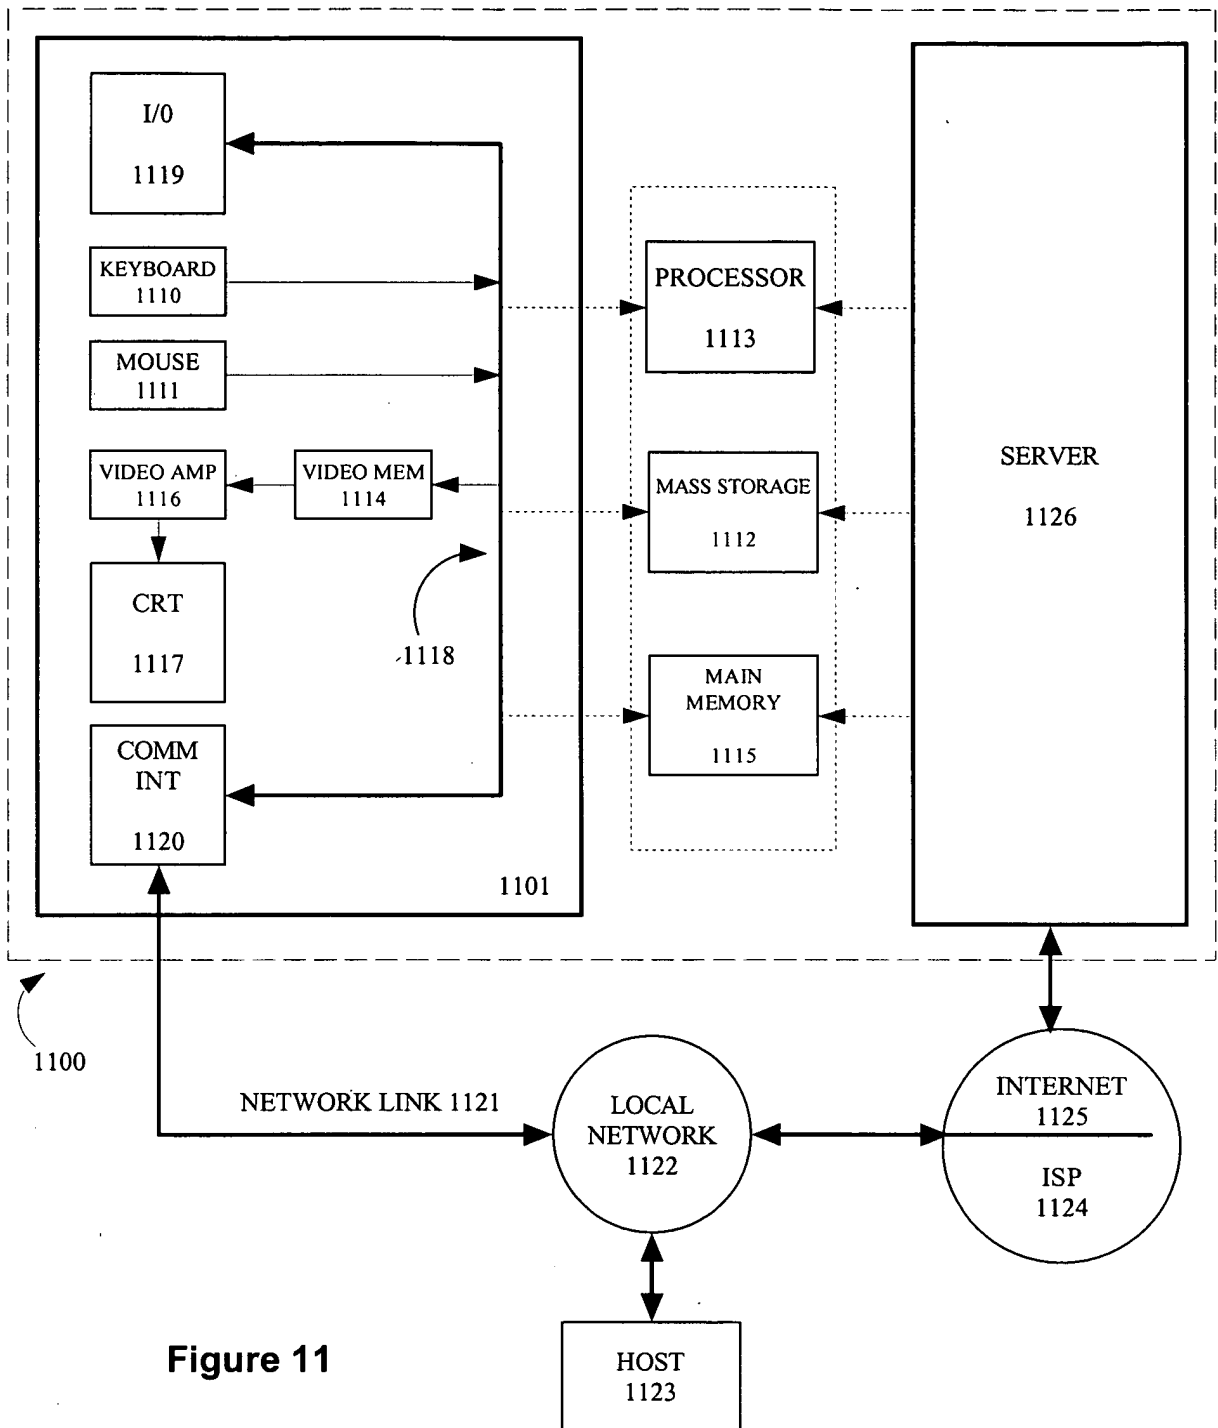 I/0
1119
KEYBOARD
1110
MOUSE
1111
VIDEO AMP
1116
VIDEO MEM
1114
CRT
1117
1118
COMM
INT
1120
1101
PROCESSOR
1113
MASS STORAGE
1112
MAIN
MEMORY
1115
SERVER
1126
1100
NETWORK LINK 1121
LOCAL
NETWORK
1122
INTERNET
1125
ISP
1124
HOST
1123
Figure 11